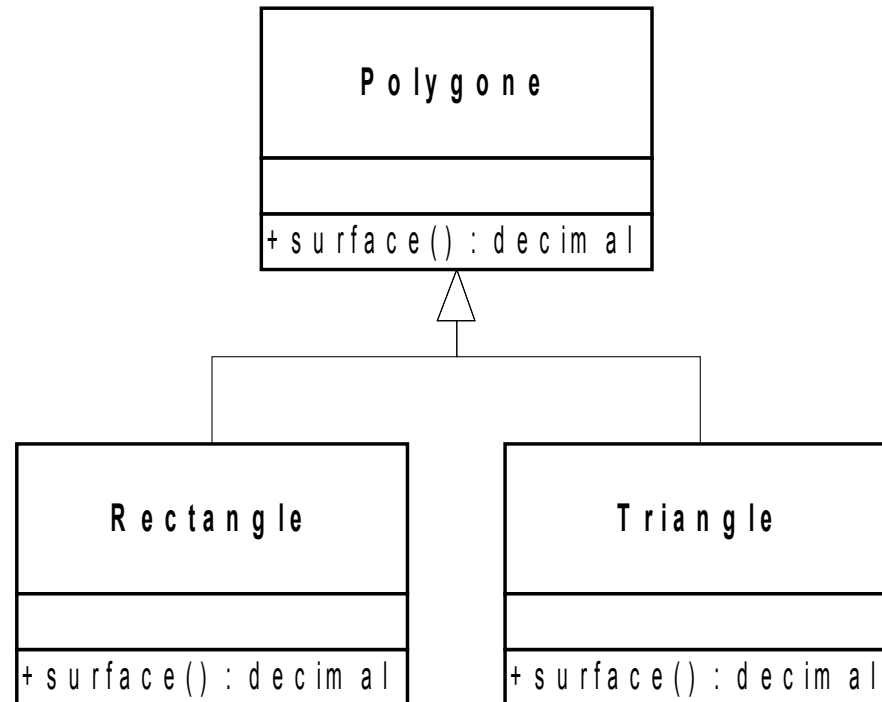 Polygone
+ surface() : decimal
Rectangle
Triangle
+ surface() : decimal
+ surface() : decimal